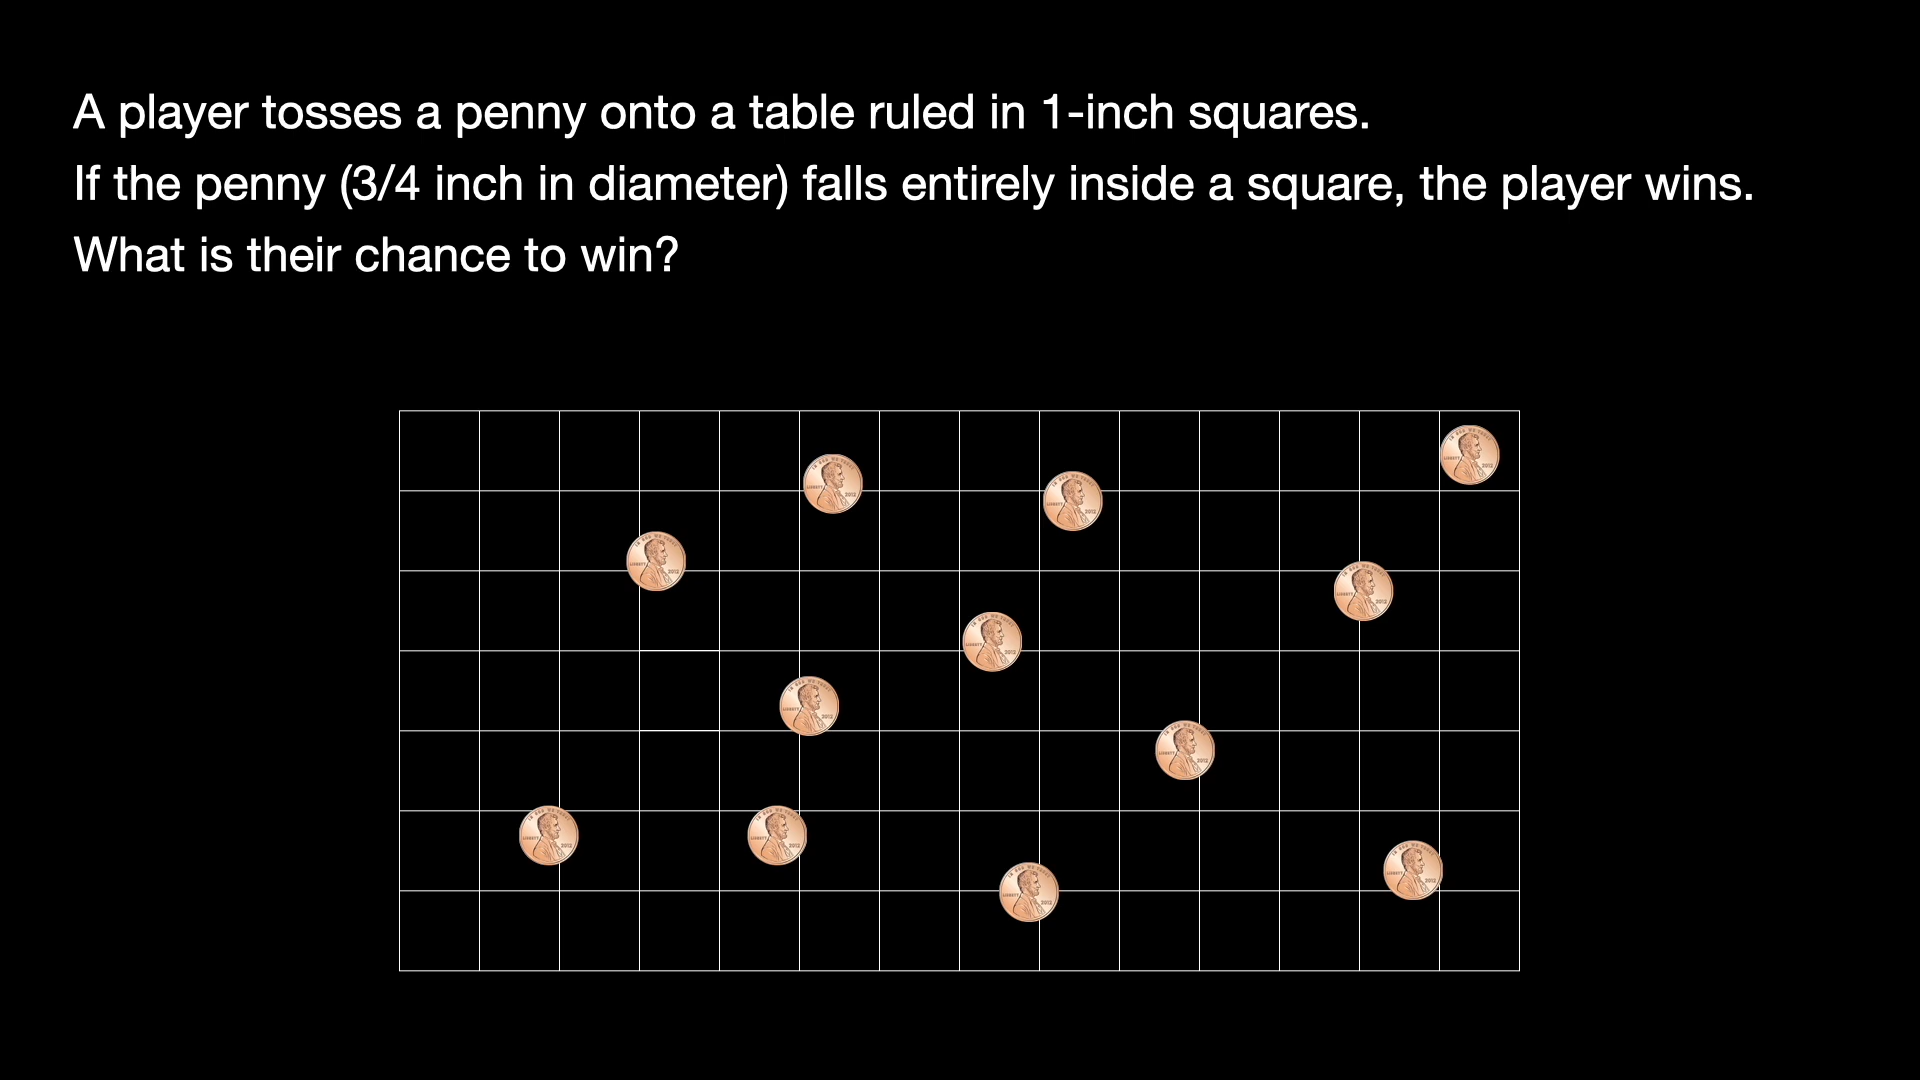 A player tosses a penny onto a table ruled in 1-inch squares.
If the penny (3/4 inch in diameter) falls entirely inside a square, the player wins.
What is their chance to win?